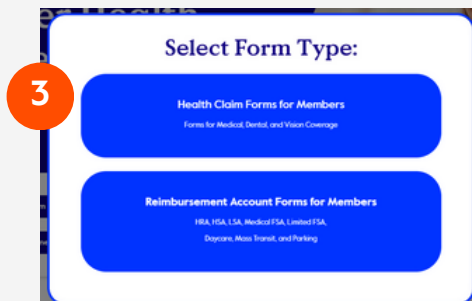 Select Form Type:
3
Health Claim Forms for Members
Forms for Medical, Dental, and Vision Coverage
Reimbursement Account Forms for Members
HRA, HSA, LSA, Medical FSA, Limited FSA,
Daycare, Mass Transit, and Parking